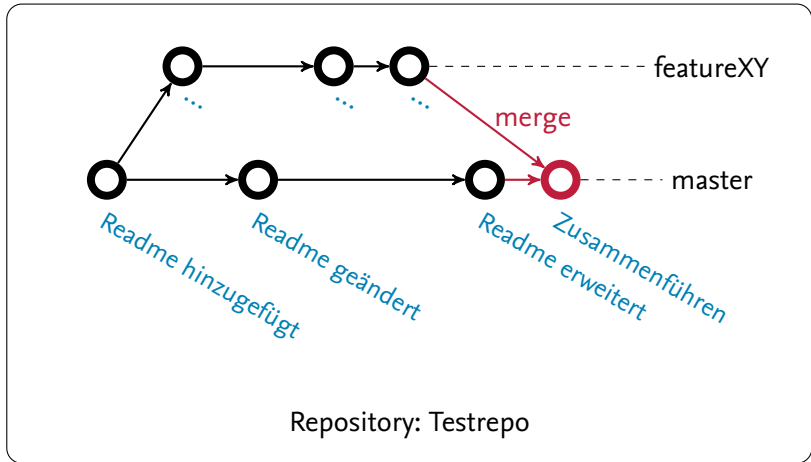 featureXY
...
...
...
merge
master
Readme hinzugefügt
Readme geändert
Readme erweitert
Zusammenführen
Repository: Testrepo